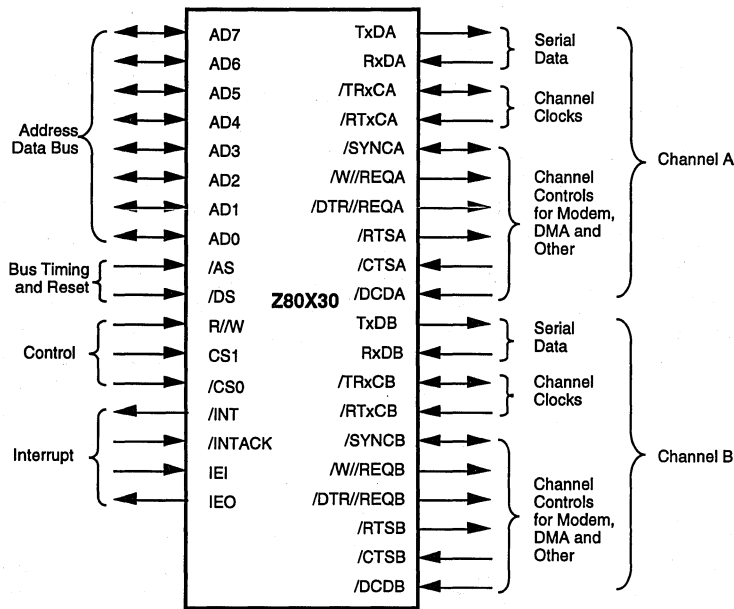 AD7
AD6
AD5
AD4
AD3
AD2
AD1
AD0
/AS
/DS
R//W
CS1
/CS0
/INT
/INTACK
IEI
IEO
Address
Data Bus
Bus Timing
and Reset
Control
Interrupt
Z80X30
TxDA
RxDA
/TRxCA
/RTxCA
/SYNCA
/W//REQA
/DTR//REQA
/RTSA
/CTSA
/DCDA
TxDB
RxDB
/TRxCB
/RTxCB
/SYNCB
/W//REQB
/DTR//REQB
/RTSB
/CTSB
/DCDB
Serial
Data
Channel
Clocks
Channel
Controls
for Modem,
DMA and
Other
Channel A
Serial
Data
Channel
Clocks
Channel
Controls
for Modem,
DMA and
Other
Channel B